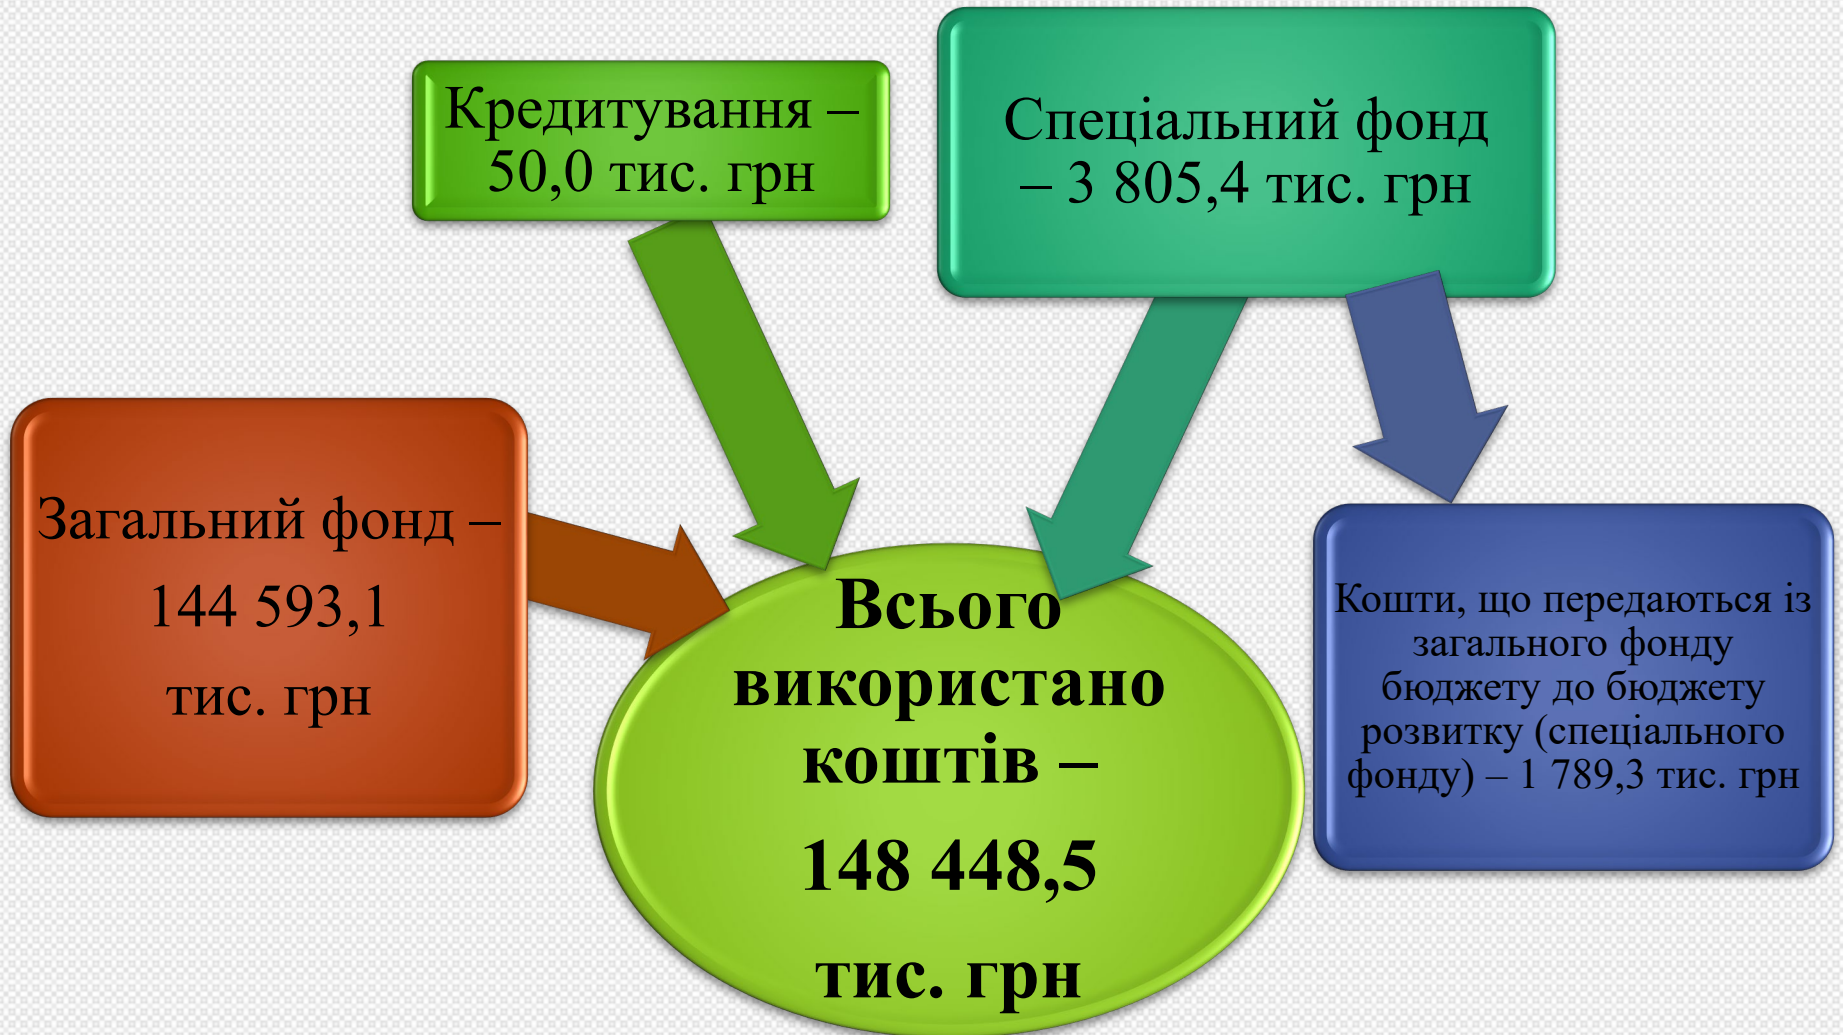 Кредитування –
50,0 тис. грн
Спеціальний фонд
– 3 805,4 тис. грн
Загальний фонд –
144 593,1
тис. грн
Всього
використано
коштів –
148 448,5
тис. грн
Кошти, що передаються із
загального фонду
бюджету до бюджету
розвитку (спеціального
фонду) – 1 789,3 тис. грн